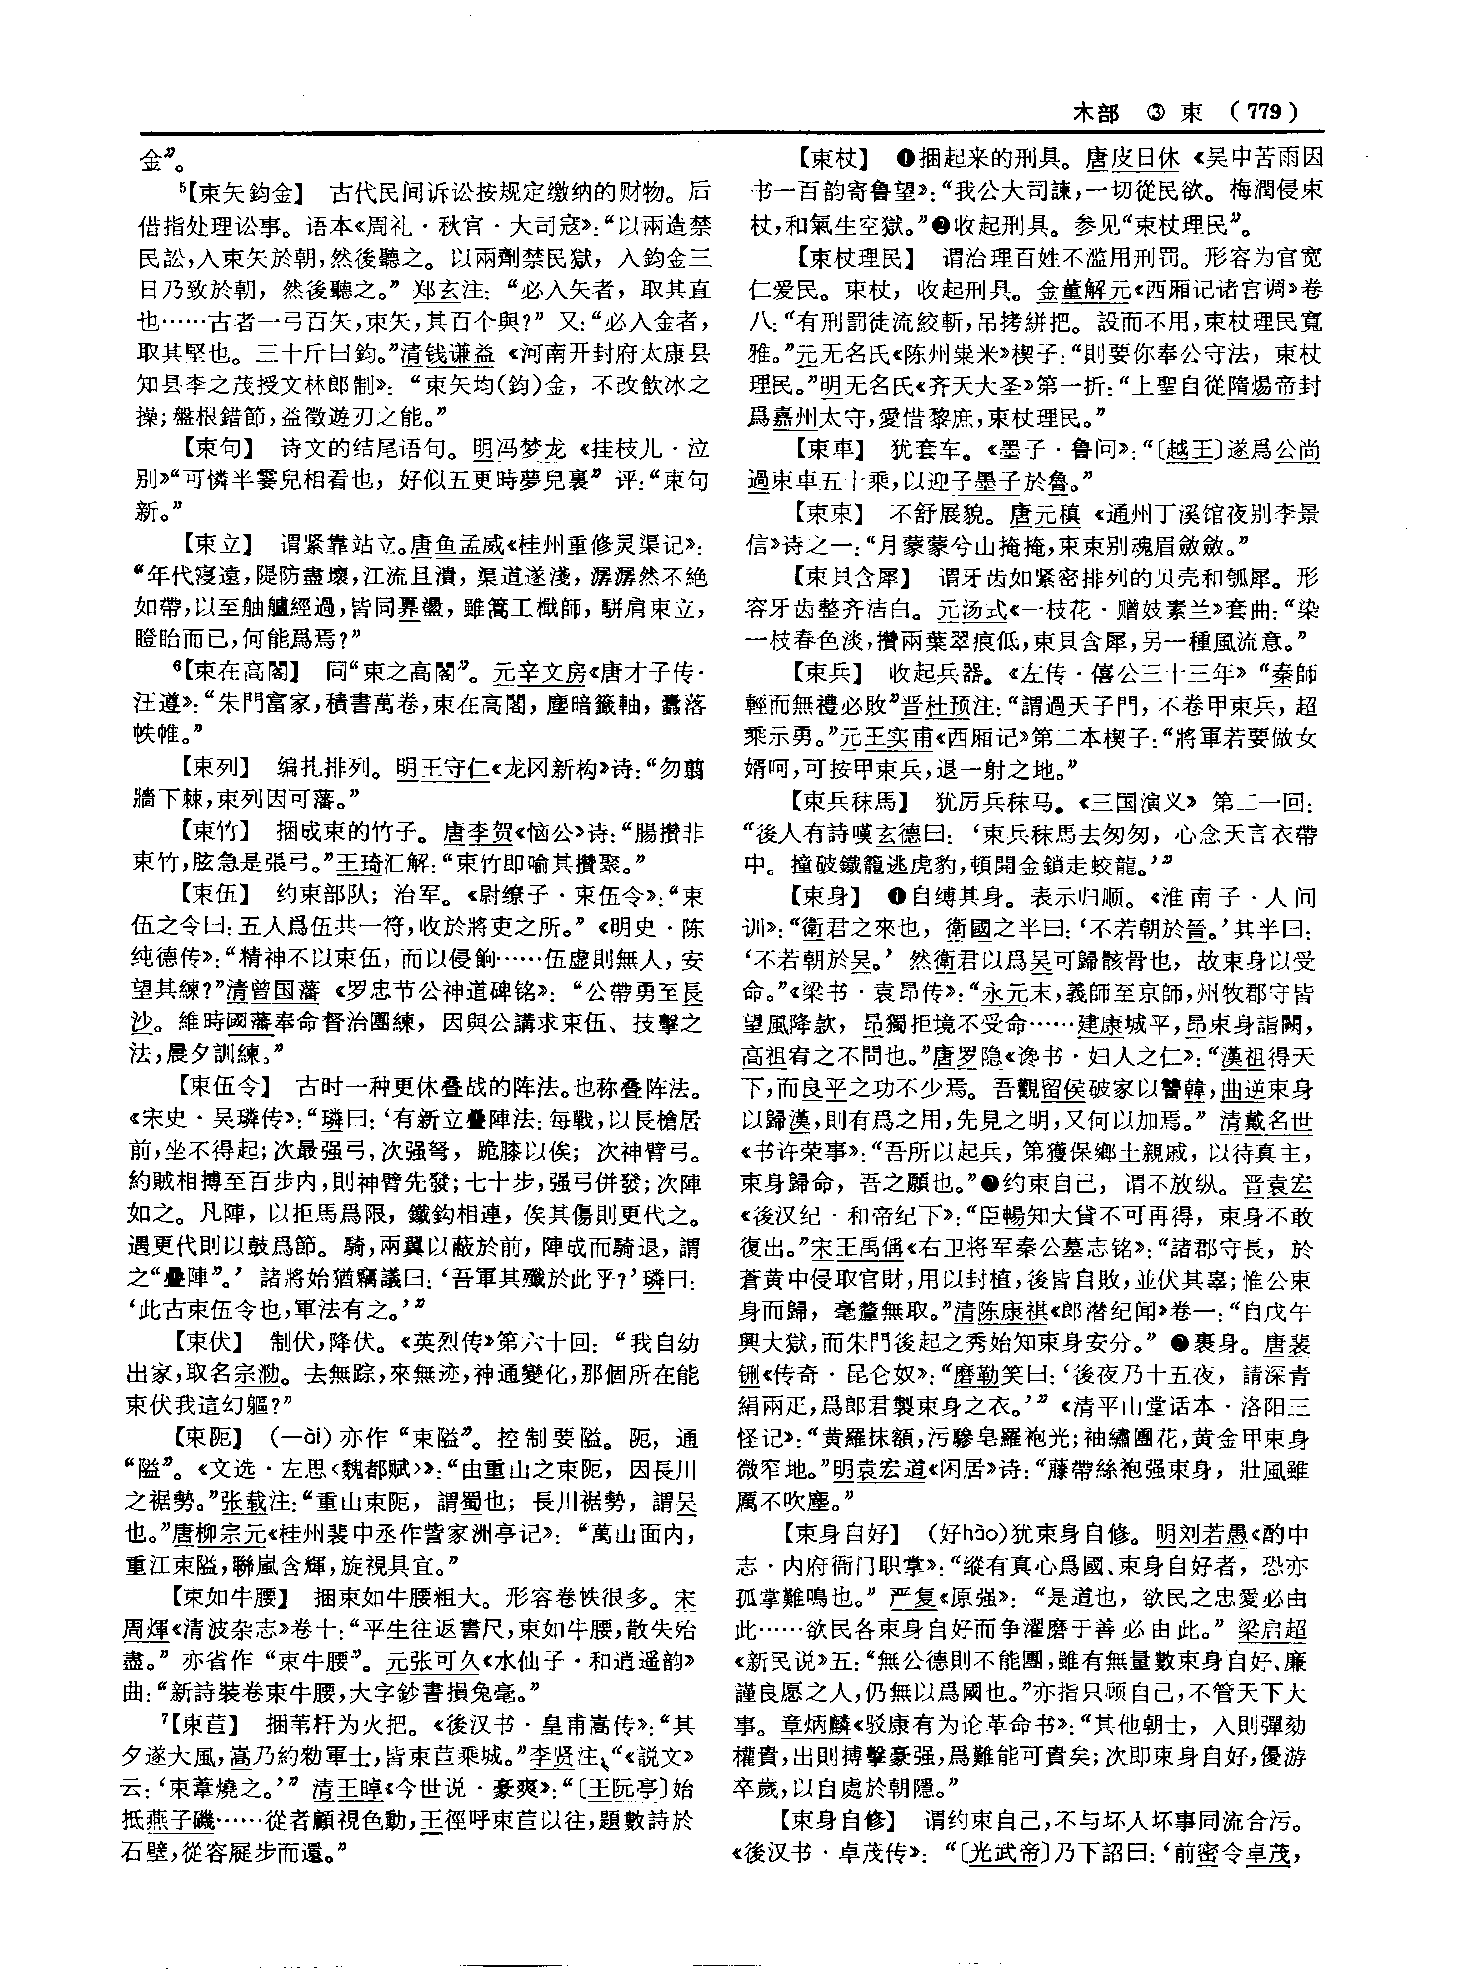 木部 ③ 束 （779）
金”。
⁵【束矢鈞金】 古代民间诉讼按规定缴纳的财物。后
借指处理讼事。语本《周礼·秋官·大司寇》：“以兩造禁
民訟，入束矢於朝，然後聽之。以兩劑禁民獄，入鈞金三
日乃致於朝，然後聽之。” 郑玄注：“必入矢者，取其直
也……古者一弓百矢，束矢，其百个與？” 又：“必入金者，
取其堅也。三十斤曰鈞。”清钱谦益《河南开封府太康县
知县李之茂授文林郎制》：“束矢均（鈞）金，不改飲冰之
操；盤根錯節，益徵遊刃之能。”
【束句】 诗文的结尾语句。明冯梦龙《挂枝儿·泣
别》“可憐半霎兒相看也，好似五更時夢兒裏” 评：“束句
新。”
【束立】 谓紧靠站立。唐鱼孟威《桂州重修灵渠记》：
“年代寖遠，隄防盡壞，江流且潰，渠道遂淺，潺潺然不絶
如帶，以至舳艫經過，皆同奡盪，雖篙工檝師，駢肩束立，
瞪眙而已，何能爲焉？”
⁶【束在高閣】 同“束之高閣”。元辛文房《唐才子传·
汪遵》：“朱門富家，積書萬卷，束在高閣，塵暗籤軸，蠹落
帙帷。”
【束列】 编扎排列。明王守仁《龙冈新构》诗：“勿翦
牆下棘，束列因可藩。”
【束竹】 捆成束的竹子。唐李贺《恼公》诗：“腸攢非
束竹，胘急是張弓。”王琦汇解：“束竹即喻其攢聚。”
【束伍】 约束部队；治军。《尉缭子·束伍令》：“束
伍之令曰：五人爲伍共一符，收於將吏之所。”《明史·陈
纯德传》：“精神不以束伍，而以侵餉……伍虚則無人，安
望其練？”清曾国藩《罗忠节公神道碑铭》：“公帶勇至長
沙。維時國藩奉命督治團練，因與公講求束伍、技擊之
法，晨夕訓練。”
【束伍令】 古时一种更休叠战的阵法。也称叠阵法。
《宋史·吴璘传》：“璘曰：‘有新立疊陣法：每戰，以長槍居
前，坐不得起；次最强弓，次强弩，跪膝以俟；次神臂弓。
約賊相搏至百步内，則神臂先發；七十步，强弓併發；次陣
如之。凡陣，以拒馬爲限，鐵鈎相連，俟其傷則更代之。
遇更代則以鼓爲節。騎，兩翼以蔽於前，陣成而騎退，謂
之“疊陣”。’ 諸將始猶竊議曰：‘吾軍其殲於此乎？’璘曰：
‘此古束伍令也，軍法有之。’”
【束伏】 制伏，降伏。《英烈传》第六十回：“我自幼
出家，取名宗泐。去無踪，來無迹，神通變化，那個所在能
束伏我這幻軀？”
【束阸】 （—ài）亦作“束隘”。控制要隘。阸，通
“隘”。《文选·左思〈魏都赋〉》：“由重山之束阸，因長川
之裾勢。”张载注：“重山束阸，謂蜀也；長川裾勢，謂吴
也。”唐柳宗元《桂州裴中丞作訾家洲亭记》：“萬山面内，
重江束隘，聯嵐含輝，旋視具宜。”
【束如牛腰】 捆束如牛腰粗大。形容卷帙很多。宋
周煇《清波杂志》卷十：“平生往返書尺，束如牛腰，散失殆
盡。” 亦省作“束牛腰”。元张可久《水仙子·和逍遥韵》
曲：“新詩裝卷束牛腰，大字鈔書損兔毫。”
⁷【束苣】 捆苇杆为火把。《後汉书·皇甫嵩传》：“其
夕遂大風，嵩乃約勑軍士，皆束苣乘城。”李贤注：“《説文》
云：‘束葦燒之。’” 清王晫《今世说·豪爽》：“〔王阮亭〕始
抵燕子磯……從者顧視色動，王徑呼束苣以往，題數詩於
石壁，從容屣步而還。”
【束杖】 ❶捆起来的刑具。唐皮日休《吴中苦雨因
书一百韵寄鲁望》：“我公大司諫，一切從民欲。梅潤侵束
杖，和氣生空獄。”❷收起刑具。参见“束杖理民”。
【束杖理民】 谓治理百姓不滥用刑罚。形容为官宽
仁爱民。束杖，收起刑具。金董解元《西厢记诸宫调》卷
八：“有刑罰徒流絞斬，吊拷絣把。設而不用，束杖理民寬
雅。”元无名氏《陈州粜米》楔子：“則要你奉公守法，束杖
理民。”明无名氏《齐天大圣》第一折：“上聖自從隋煬帝封
爲嘉州太守，愛惜黎庶，束杖理民。”
【束車】 犹套车。《墨子·鲁问》：“〔越王〕遂爲公尚
過束車五十乘，以迎子墨子於魯。”
【束束】 不舒展貌。唐元稹《通州丁溪馆夜别李景
信》诗之一：“月蒙蒙兮山掩掩，束束别魂眉斂斂。”
【束貝含犀】 谓牙齿如紧密排列的贝壳和瓠犀。形
容牙齿整齐洁白。元汤式《一枝花·赠妓素兰》套曲：“染
一枝春色淡，攢兩葉翠痕低，束貝含犀，另一種風流意。”
【束兵】 收起兵器。《左传·僖公三十三年》“秦師
輕而無禮必敗”晋杜预注：“謂過天子門，不卷甲束兵，超
乘示勇。”元王实甫《西厢记》第二本楔子：“將軍若要做女
婿呵，可按甲束兵，退一射之地。”
【束兵秣馬】 犹厉兵秣马。《三国演义》第二一回：
“後人有詩嘆玄德曰：‘束兵秣馬去匆匆，心念天言衣帶
中。撞破鐵籠逃虎豹，頓開金鎖走蛟龍。’”
【束身】 ❶自缚其身。表示归顺。《淮南子·人间
训》：“衛君之來也，衛國之半曰：‘不若朝於晉。’其半曰：
‘不若朝於吴。’ 然衛君以爲吴可歸骸骨也，故束身以受
命。”《梁书·袁昂传》：“永元末，義師至京師，州牧郡守皆
望風降款，昂獨拒境不受命……建康城平，昂束身詣闕，
高祖宥之不問也。”唐罗隐《谗书·妇人之仁》：“漢祖得天
下，而良平之功不少焉。吾觀留侯破家以讐韓，曲逆束身
以歸漢，則有爲之用，先見之明，又何以加焉。” 清戴名世
《书许荣事》：“吾所以起兵，第獲保鄉土親戚，以待真主，
束身歸命，吾之願也。”❷约束自己，谓不放纵。晋袁宏
《後汉纪·和帝纪下》：“臣暢知大貸不可再得，束身不敢
復出。”宋王禹偁《右卫将军秦公墓志铭》：“諸郡守長，於
蒼黄中侵取官財，用以封植，後皆自敗，並伏其辜；惟公束
身而歸，毫釐無取。”清陈康祺《郎潜纪闻》卷一：“自戊午
興大獄，而朱門後起之秀始知束身安分。” ❸裹身。唐裴
铏《传奇·昆仑奴》：“磨勒笑曰：‘後夜乃十五夜，請深青
絹兩疋，爲郎君製束身之衣。’”《清平山堂话本·洛阳三
怪记》：“黄羅抹額，污驂皂羅袍光；袖繡團花，黄金甲束身
微窄地。”明袁宏道《闲居》诗：“藤帶絲袍强束身，壯風雖
厲不吹塵。”
【束身自好】 （好hào）犹束身自修。明刘若愚《酌中
志·内府衙门职掌》：“縱有真心爲國、束身自好者，恐亦
孤掌難鳴也。” 严复《原强》：“是道也，欲民之忠愛必由
此……欲民各束身自好而争濯磨于善必由此。” 梁启超
《新民说》五：“無公德則不能團，雖有無量數束身自好、廉
謹良愿之人，仍無以爲國也。”亦指只顾自己，不管天下大
事。章炳麟《驳康有为论革命书》：“其他朝士，入則彈劾
權貴，出則搏擊豪强，爲難能可貴矣；次即束身自好，優游
卒歲，以自處於朝隱。”
【束身自修】 谓约束自己，不与坏人坏事同流合污。
《後汉书·卓茂传》：“〔光武帝〕乃下詔曰：‘前密令卓茂，